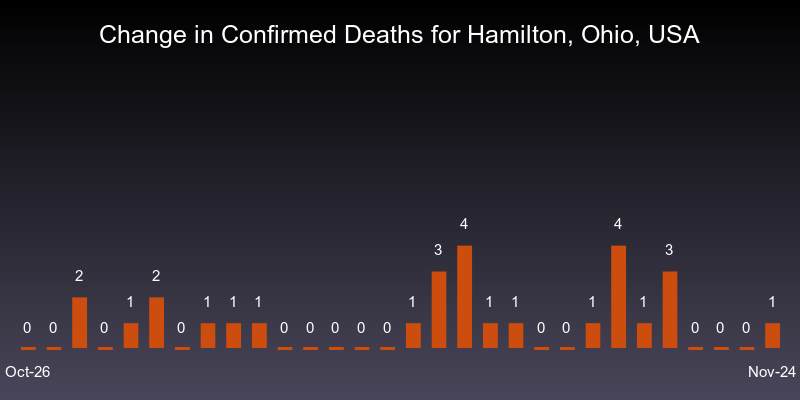 Change in Confirmed Deaths for Hamilton, Ohio, USA
0 0 2 0 1 2 0 1 1 1 0 0 0 0 0 1 3 4 1 1 0 0 1 4 1 3 0 0 0 1
Oct-26 Nov-24